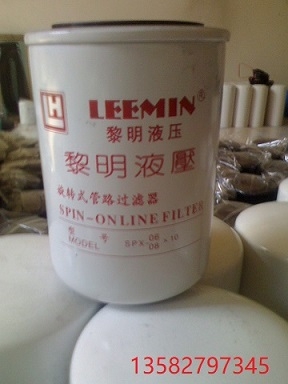 H LEEMIN®
黎明液压
黎明液壓
旋转式管路过滤器
SPIN-ONLINE FILTER
型 号
MODEL SPX-06 08 ×10
13582797345